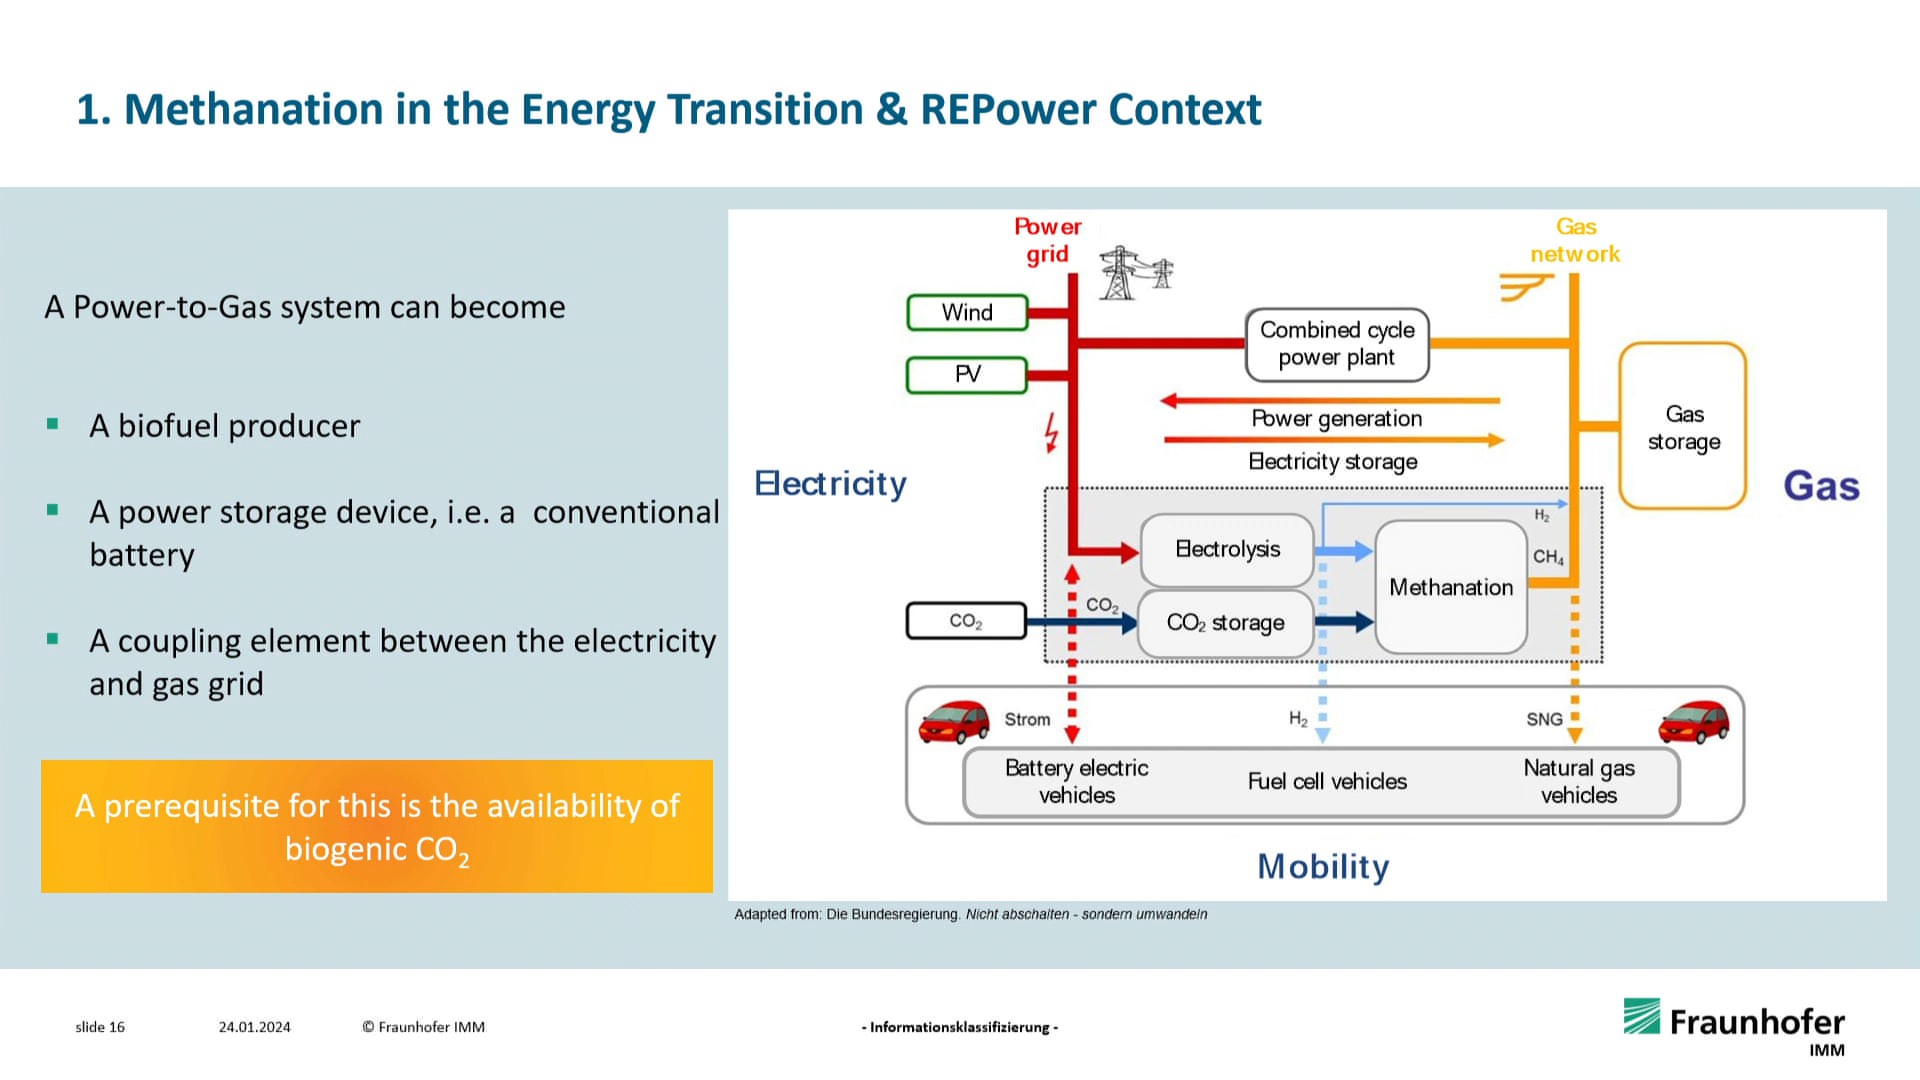 1. Methanation in the Energy Transition & REPower Context
A Power-to-Gas system can become
▪ A biofuel producer
▪ A power storage device, i.e. a conventional
battery
▪ A coupling element between the electricity
and gas grid
A prerequisite for this is the availability of
biogenic CO₂
Power
grid
Gas
network
Wind
PV
Combined cycle
power plant
Power generation
Electricity storage
Gas
storage
Electricity
Gas
Electrolysis
H₂
CH₄
Methanation
CO₂
CO₂
CO₂ storage
Strom
H₂
SNG
Battery electric
vehicles
Fuel cell vehicles
Natural gas
vehicles
Mobility
Adapted from: Die Bundesregierung. Nicht abschalten - sondern umwandeln
slide 16
24.01.2024
© Fraunhofer IMM
- Informationsklassifizierung -
Fraunhofer
IMM